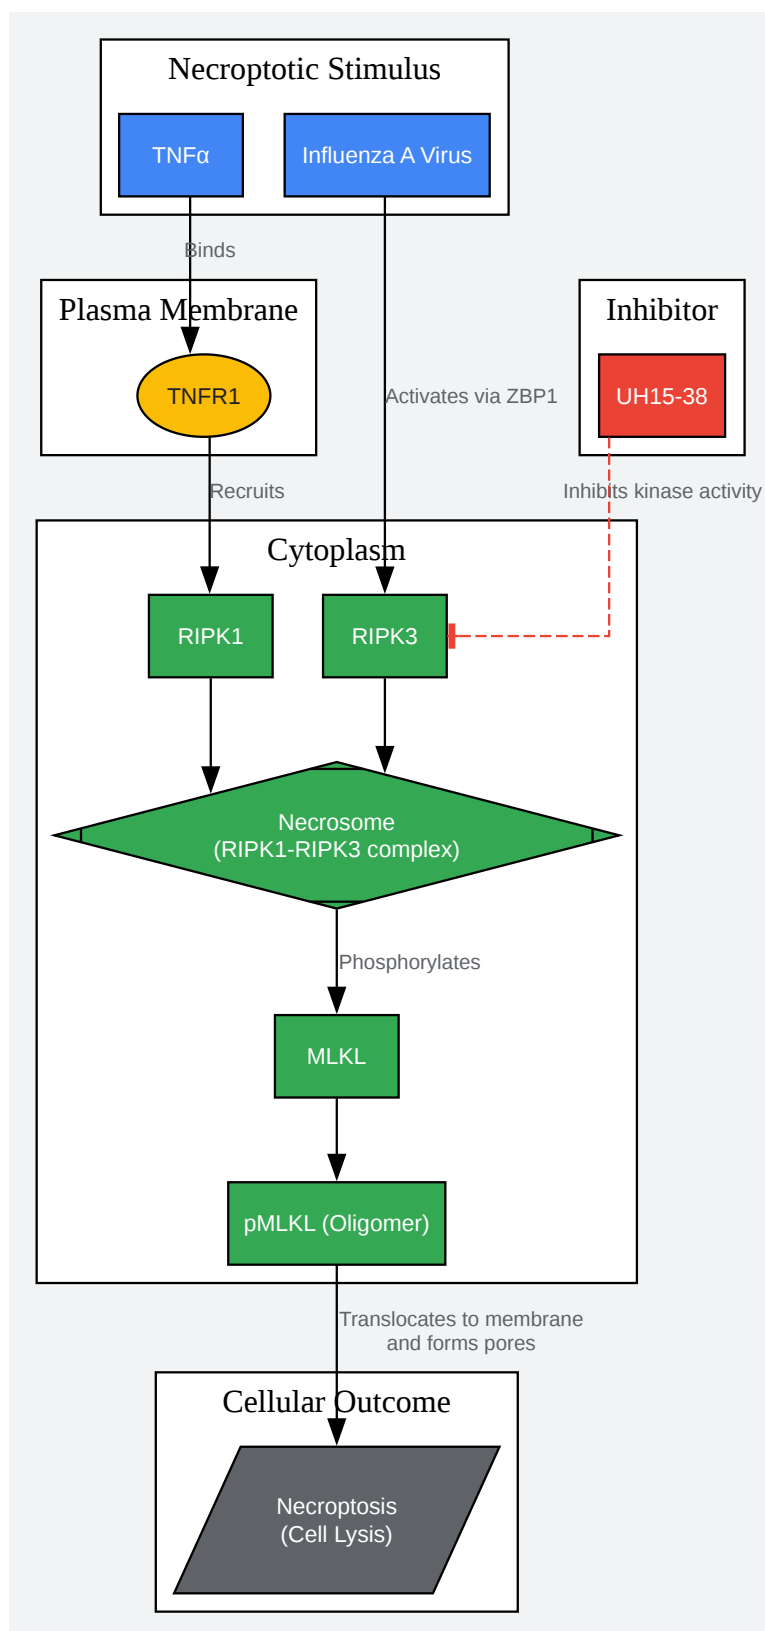 Necroptotic Stimulus
TNFα
Influenza A Virus
Binds
Plasma Membrane
Inhibitor
TNFR1
Activates via ZBP1
UH15-38
Recruits
Inhibits kinase activity
Cytoplasm
RIPK1
RIPK3
Necrosome
(RIPK1-RIPK3 complex)
Phosphorylates
MLKL
pMLKL (Oligomer)
Translocates to membrane
and forms pores
Cellular Outcome
Necroptosis
(Cell Lysis)